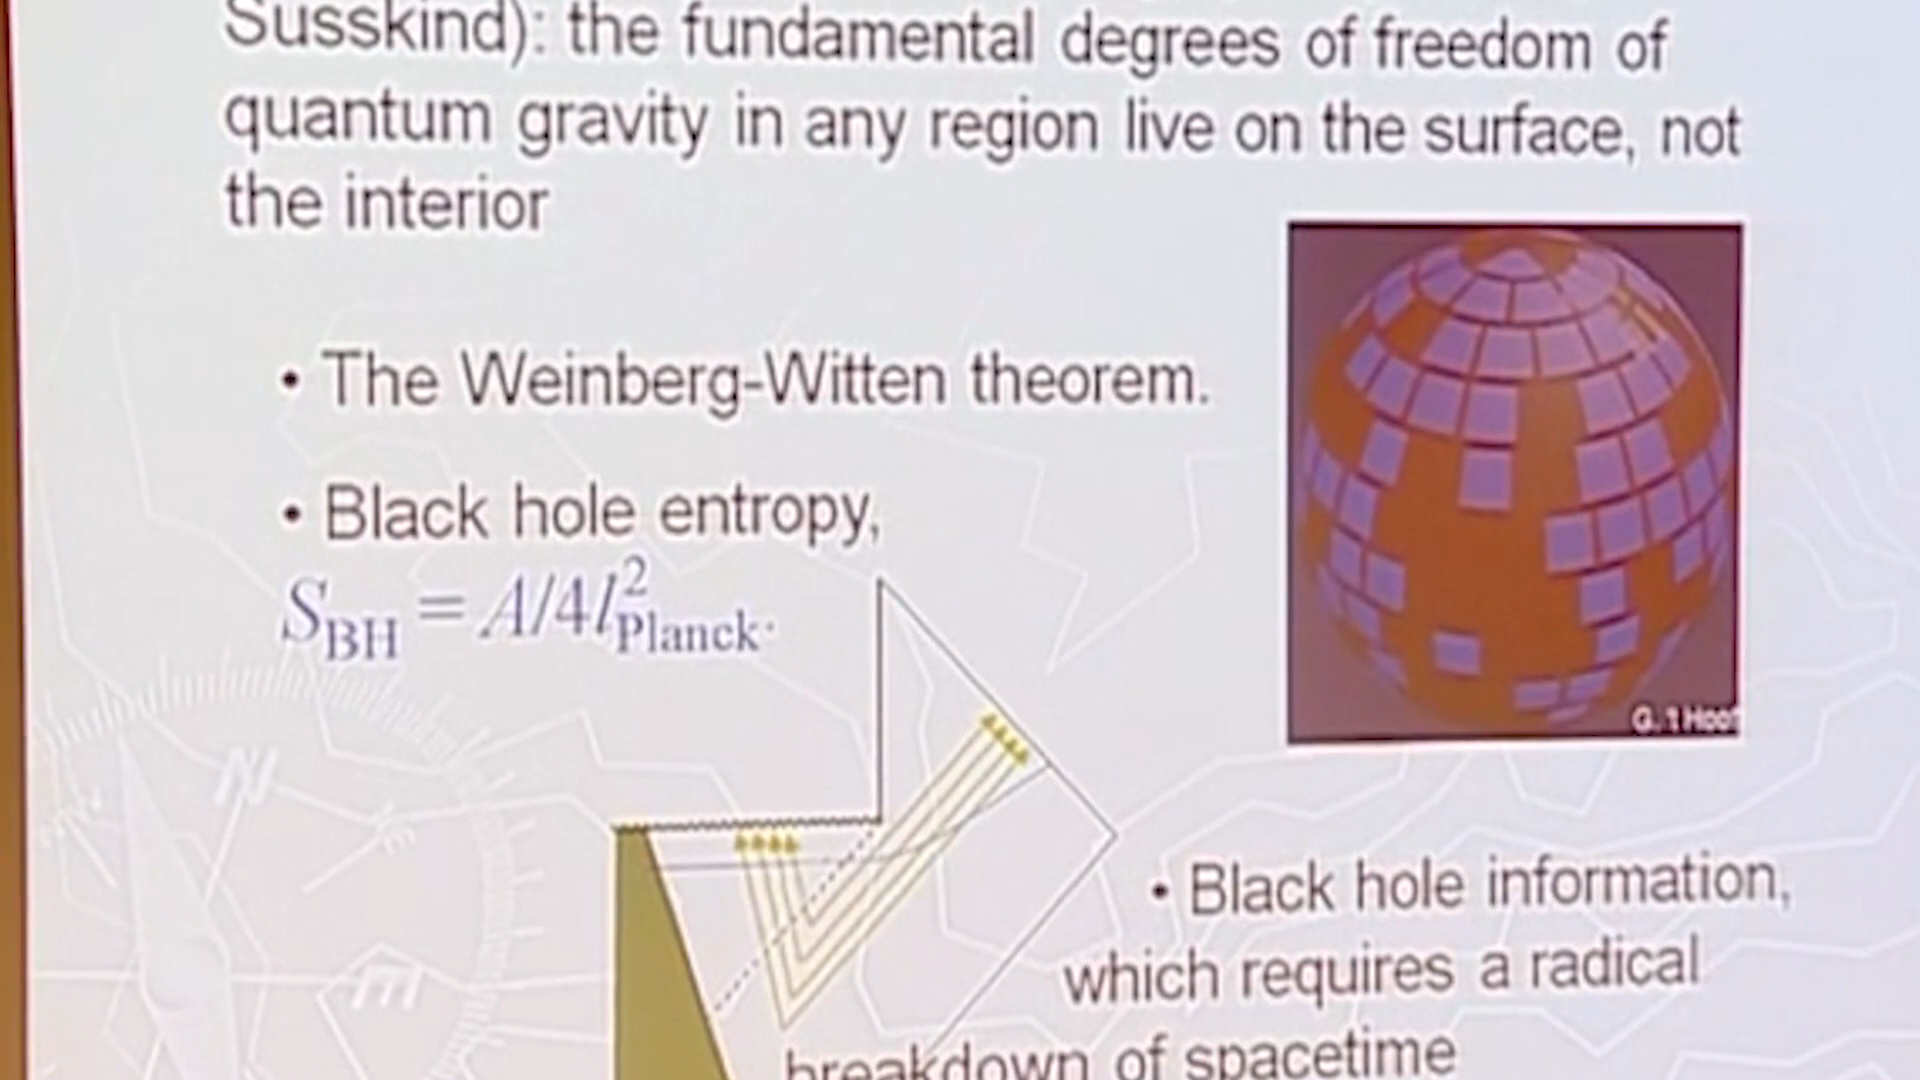 Susskind): the fundamental degrees of freedom of
quantum gravity in any region live on the surface, not
the interior
• The Weinberg-Witten theorem.
• Black hole entropy,
S_BH = A/4l²_Planck.
G. 't Hooft
N
E
• Black hole information,
which requires a radical
breakdown of spacetime